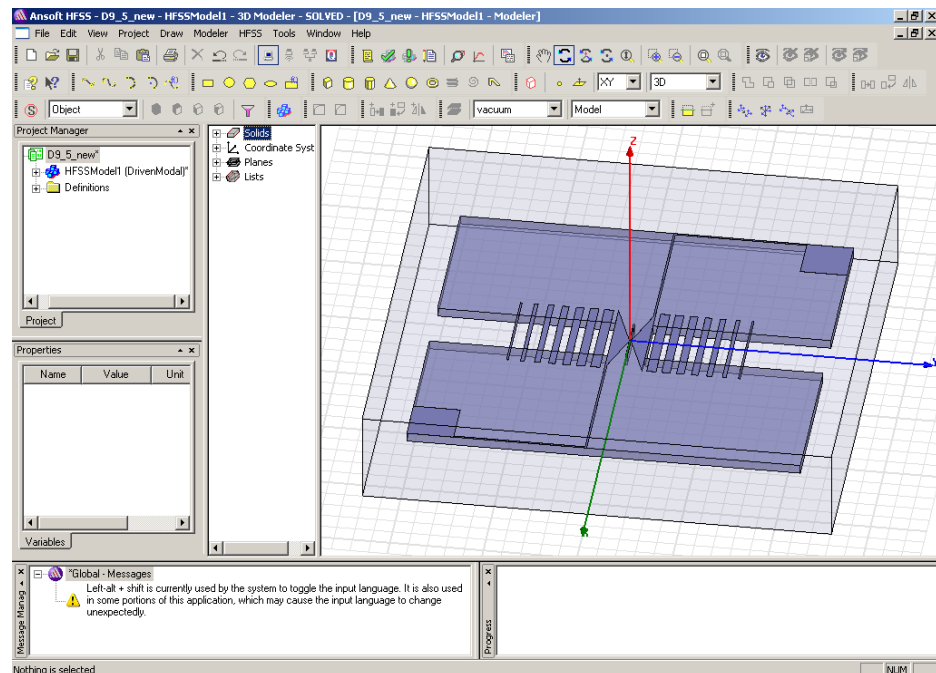 Ansoft HFSS - D9_5_new - HFSSModel1 - 3D Modeler - SOLVED - [D9_5_new - HFSSModel1 - Modeler]
File Edit View Project Draw Modeler HFSS Tools Window Help
XY 3D
Object vacuum Model
Project Manager
D9_5_new*
HFSSModel1 (DrivenModal)*
Definitions
Project
Solids
Coordinate Syst
Planes
Lists
Z
Properties
Name Value Unit
Variables
Message Manag
*Global - Messages
Left-alt + shift is currently used by the system to toggle the input language. It is also used
in some portions of this application, which may cause the input language to change
unexpectedly.
Progress
Nothing is selected
NUM